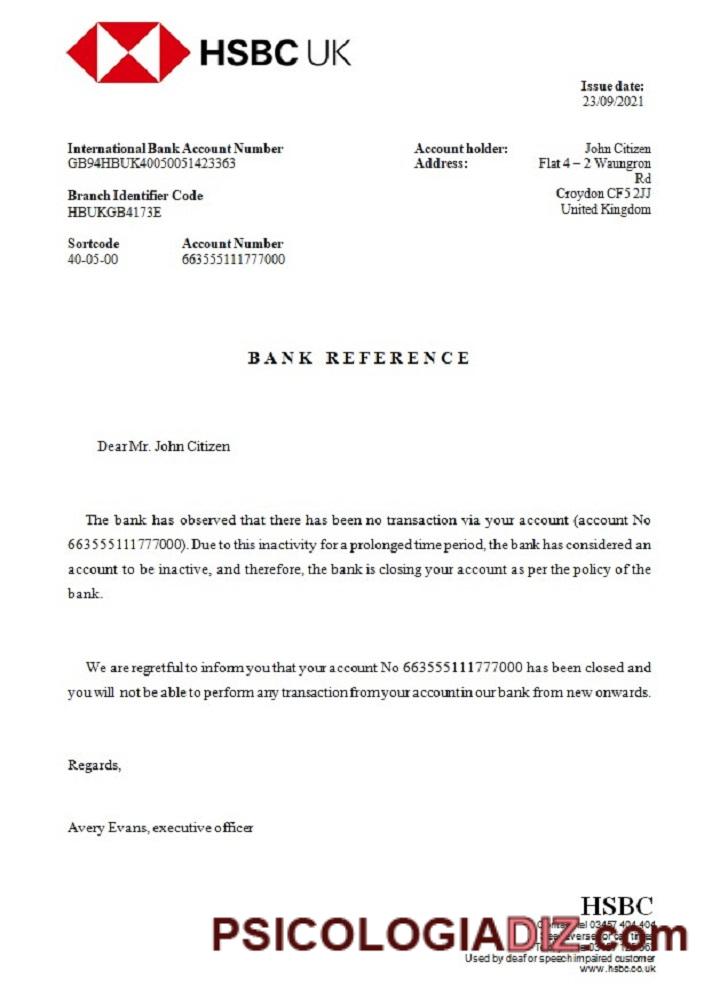 HSBC UK
Issue date:
23/09/2021
International Bank Account Number
GB94HBUK40050051423363
Account holder: John Citizen
Address: Flat 4 – 2 Waungron
Rd
Croydon CF5 2JJ
United Kingdom
Branch Identifier Code
HBUKGB4173E
Sortcode Account Number
40-05-00 663555111777000
BANK REFERENCE
Dear Mr. John Citizen
The bank has observed that there has been no transaction via your account (account No
663555111777000). Due to this inactivity for a prolonged time period, the bank has considered an
account to be inactive, and therefore, the bank is closing your account as per the policy of the
bank.
We are regretful to inform you that your account No 663555111777000 has been closed and
you will not be able to perform any transaction from your account in our bank from new onwards.
Regards,
Avery Evans, executive officer
HSBC
03457 404 404
PSICOLOGIADIZ.com
Used by deaf or speech impaired customer
www.hsbc.co.uk